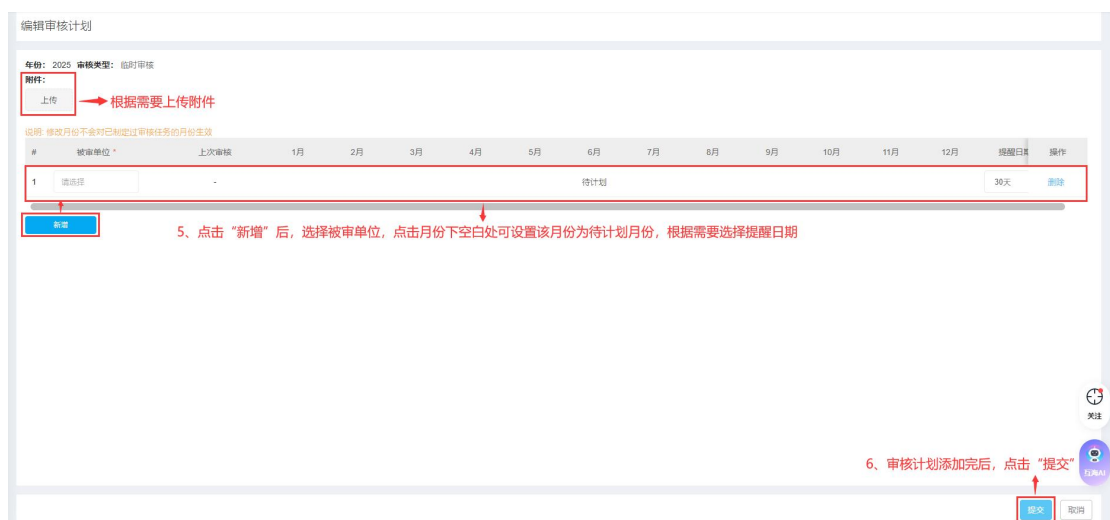 编辑审核计划
年份： 2025 审核类型： 临时审核
附件：
上传
根据需要上传附件
说明: 修改月份不会对已制定过审核任务的月份生效
# 被审单位 * 上次审核 1月 2月 3月 4月 5月 6月 7月 8月 9月 10月 11月 12月 提醒日期 操作
1 请选择 - 待计划 30天 删除
新增
5、点击“新增”后，选择被审单位，点击月份下空白处可设置该月份为待计划月份，根据需要选择提醒日期
关注
6、审核计划添加完后，点击“提交”
互海AI
提交 取消